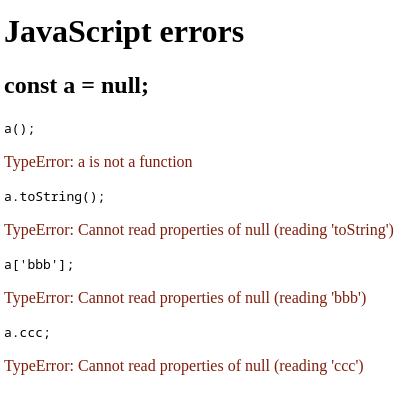 JavaScript errors
const a = null;
a();
TypeError: a is not a function
a.toString();
TypeError: Cannot read properties of null (reading 'toString')
a['bbb'];
TypeError: Cannot read properties of null (reading 'bbb')
a.ccc;
TypeError: Cannot read properties of null (reading 'ccc')